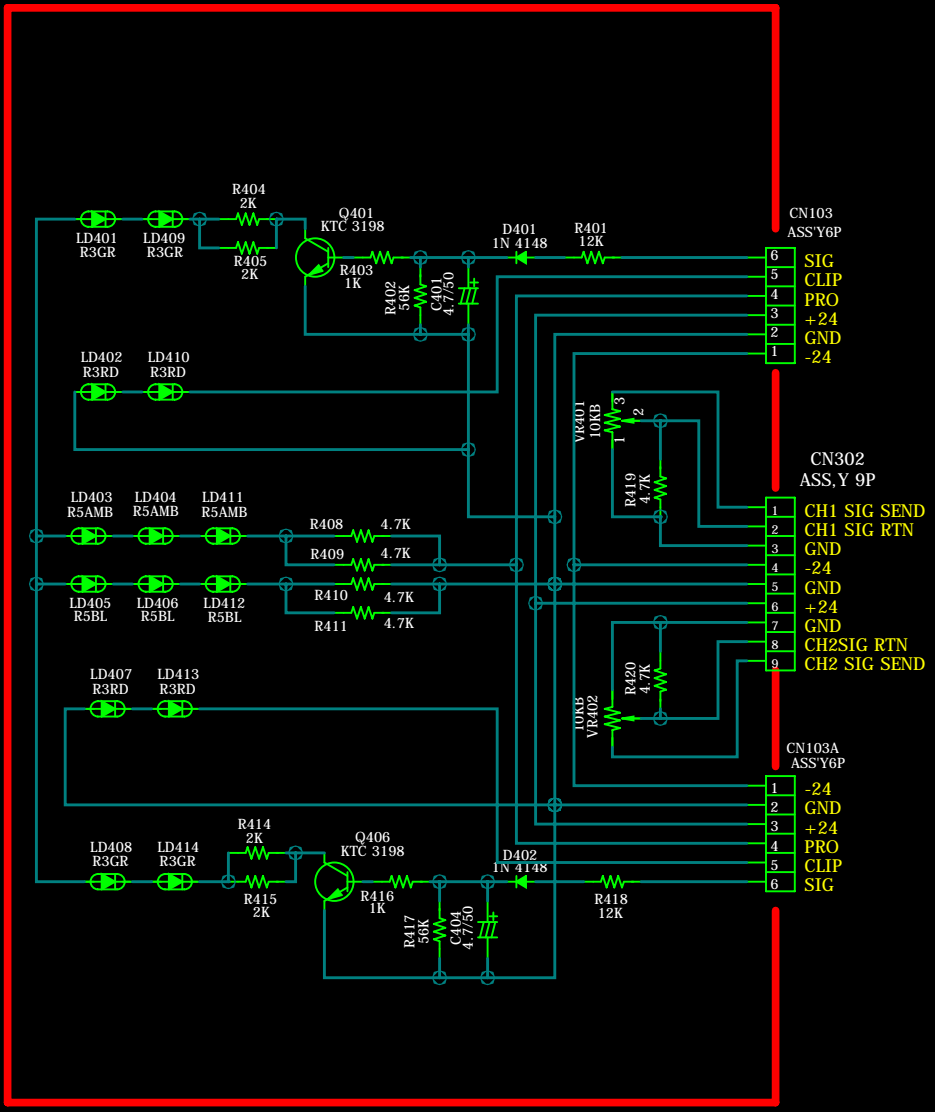 R404
2K
R405
2K
LD401
R3GR
LD409
R3GR
Q401
KTC 3198
R403
1K
R402
56K
C401
4.7/50
+
D401
1N 4148
R401
12K
CN103
ASS'Y6P
6 SIG
5 CLIP
4 PRO
3 +24
2 GND
1 -24
LD402
R3RD
LD410
R3RD
VR401
10KB
3
2
1
R419
4.7K
CN302
ASS,Y 9P
1 CH1 SIG SEND
2 CH1 SIG RTN
3 GND
4 -24
5 GND
6 +24
7 GND
8 CH2SIG RTN
9 CH2 SIG SEND
LD403
R5AMB
LD404
R5AMB
LD411
R5AMB
R408
4.7K
R409
4.7K
R410
4.7K
R411
4.7K
LD405
R5BL
LD406
R5BL
LD412
R5BL
R420
4.7K
10KB
VR402
LD407
R3RD
LD413
R3RD
CN103A
ASS'Y6P
1 -24
2 GND
3 +24
4 PRO
5 CLIP
6 SIG
LD408
R3GR
LD414
R3GR
R414
2K
R415
2K
Q406
KTC 3198
R416
1K
R417
56K
C404
4.7/50
+
D402
1N 4148
R418
12K